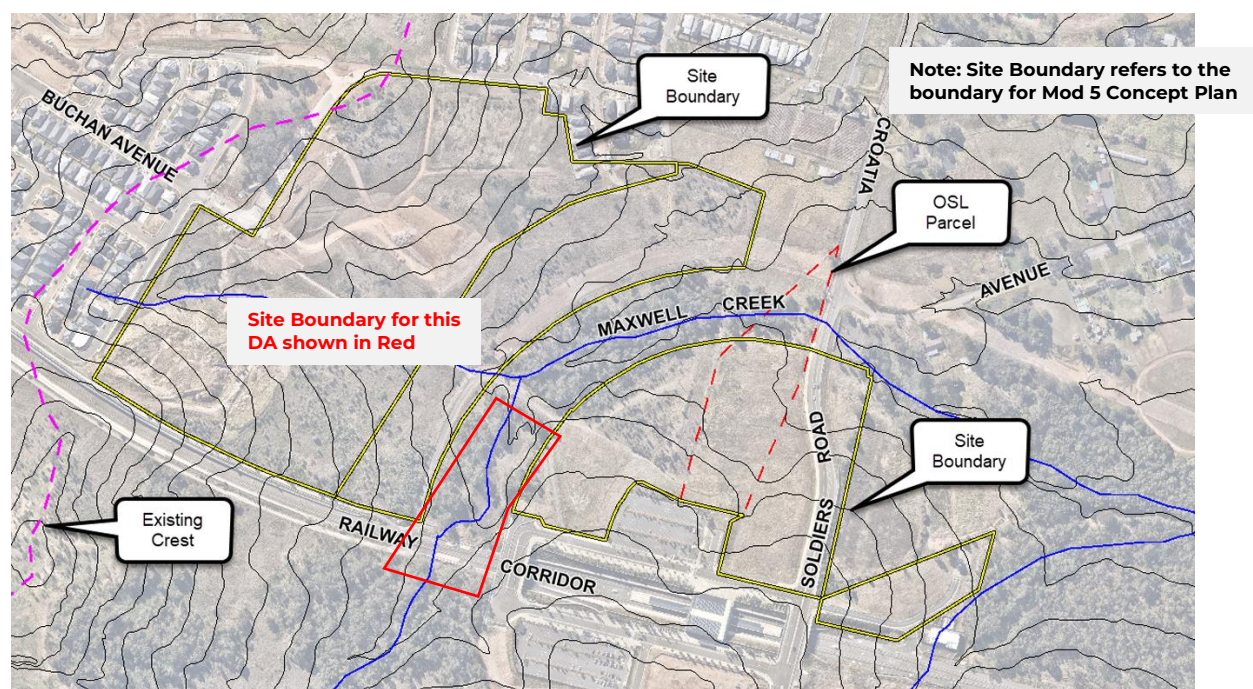 Site
Boundary
Note: Site Boundary refers to the
boundary for Mod 5 Concept Plan
BUCHAN AVENUE
CROATIA
OSL
Parcel
AVENUE
Site Boundary for this
DA shown in Red
MAXWELL CREEK
ROAD
Site
Boundary
Existing
Crest
RAILWAY
CORRIDOR
SOLDIERS